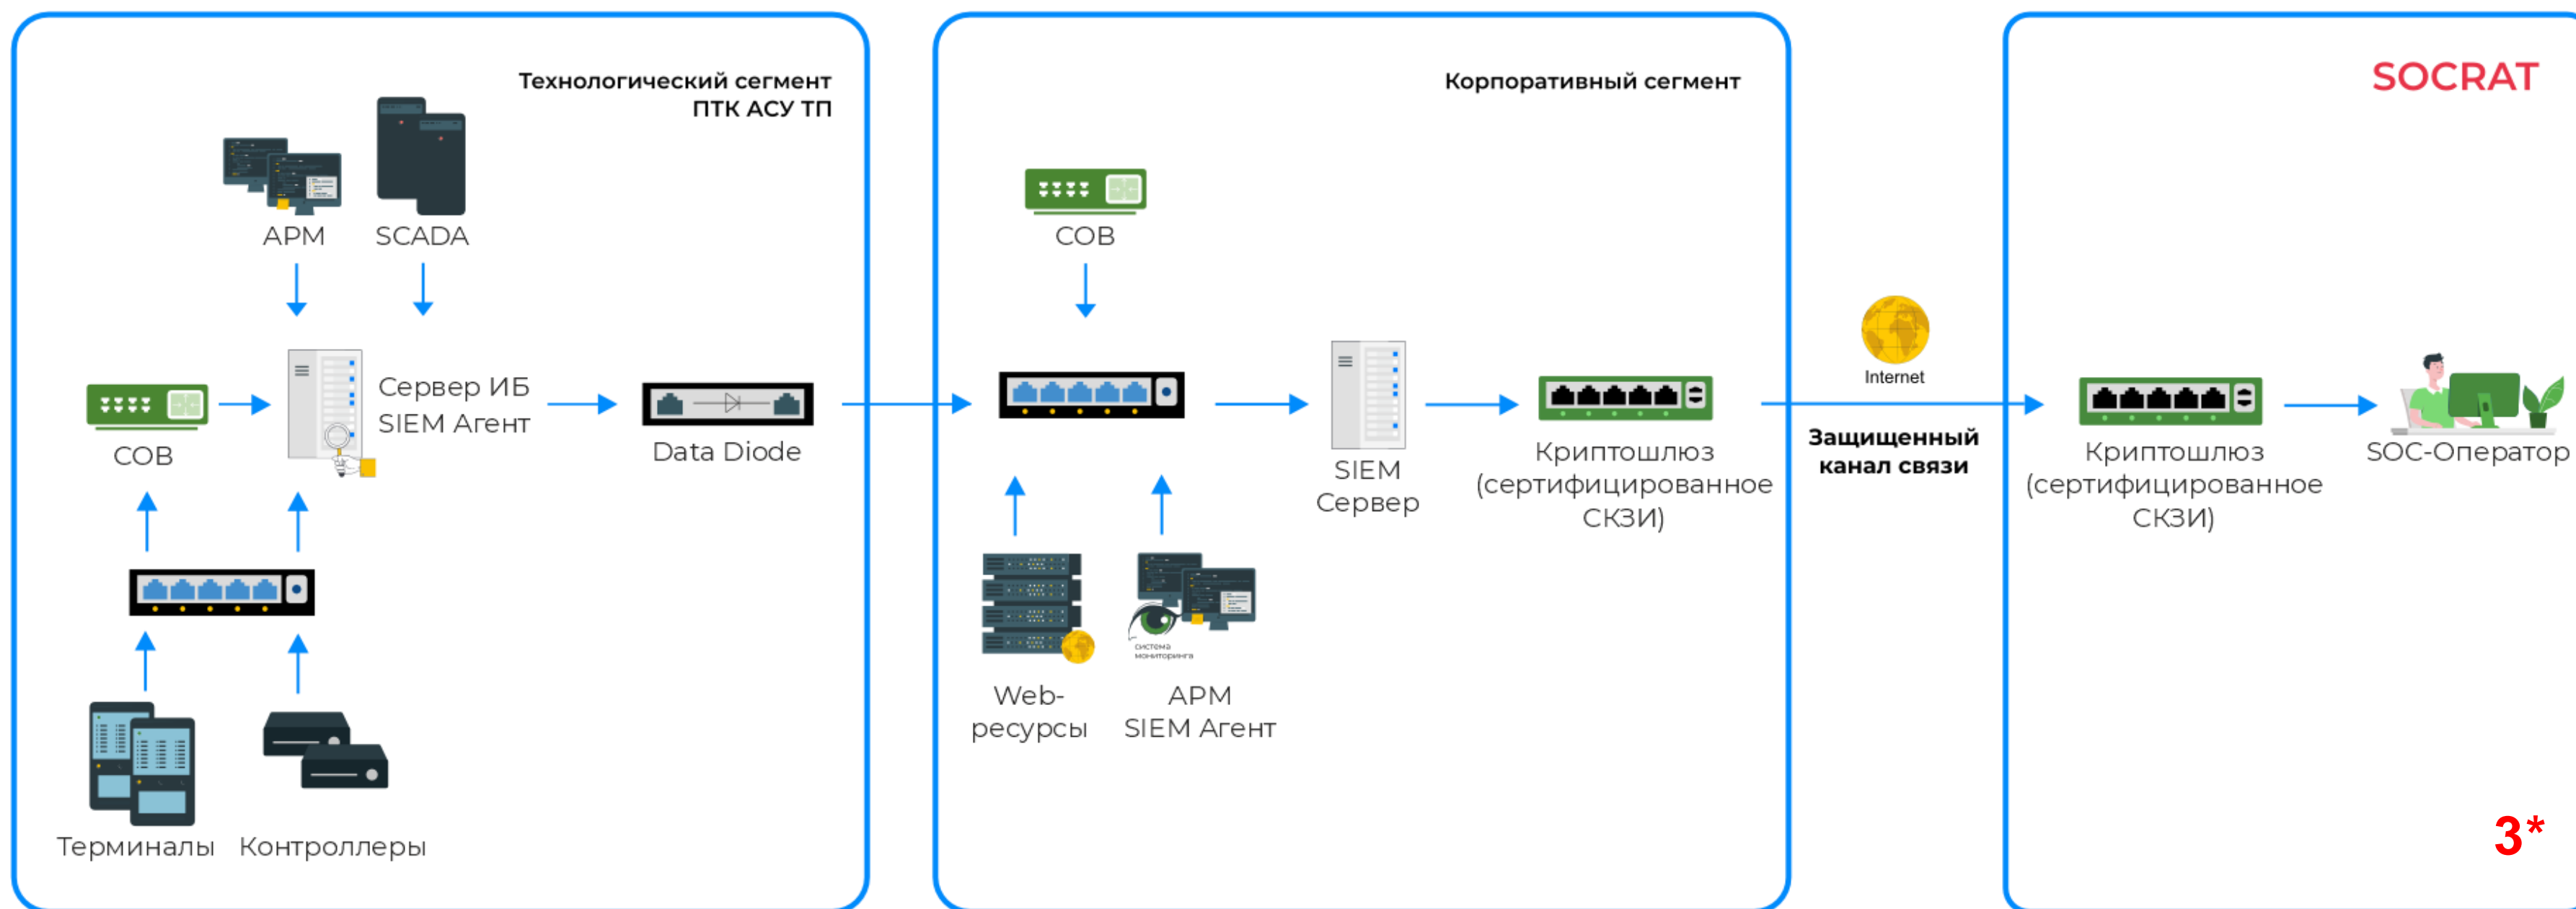 Технологический сегмент
ПТК АСУ ТП
АРМ
SCADA
СОВ
Сервер ИБ
SIEM Агент
Data Diode
Терминалы
Контроллеры
Корпоративный сегмент
СОВ
SIEM
Сервер
Криптошлюз
(сертифицированное
СКЗИ)
Web-
ресурсы
система
мониторинга
АРМ
SIEM Агент
Internet
Защищенный
канал связи
SOCRAT
Криптошлюз
(сертифицированное
СКЗИ)
SOC-Оператор
3*